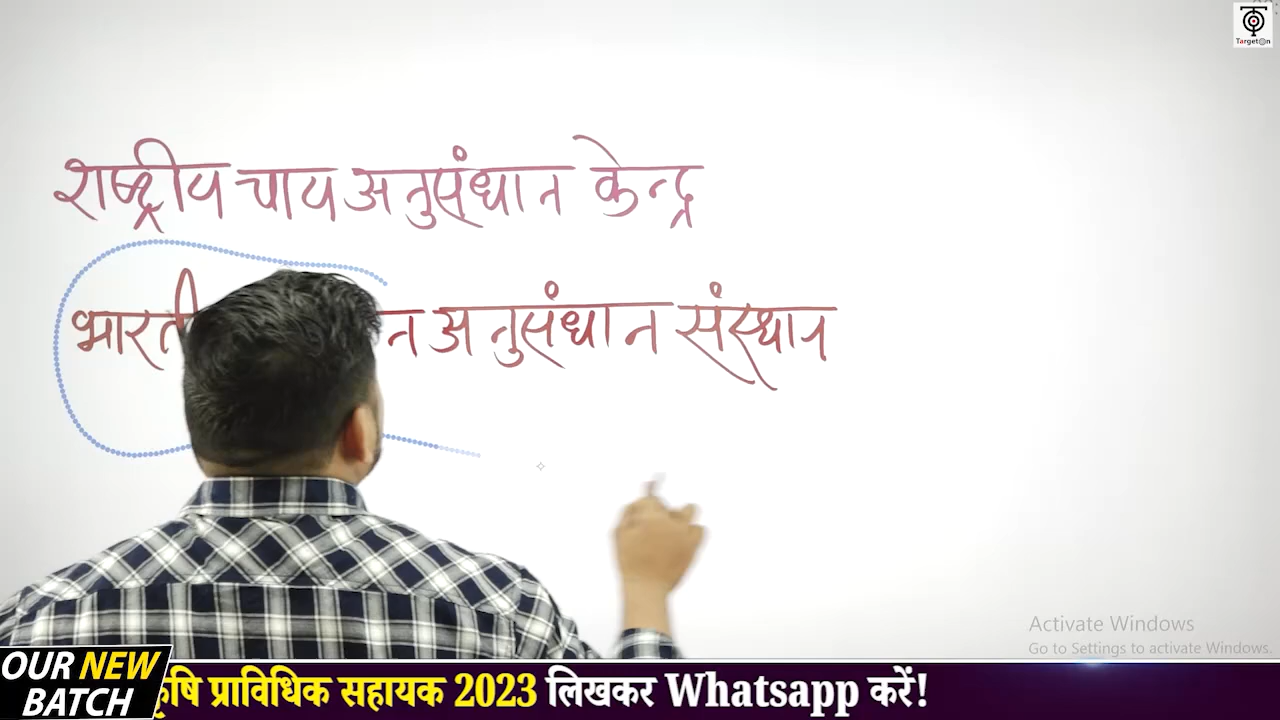 Target@n
राष्ट्रीय चाय अनुसंधान केन्द्र
अनुसंधान संस्थान
Activate Windows
Go to Settings to activate Windows.
OUR NEW
BATCH
कृषि प्राविधिक सहायक 2023 लिखकर Whatsapp करें!